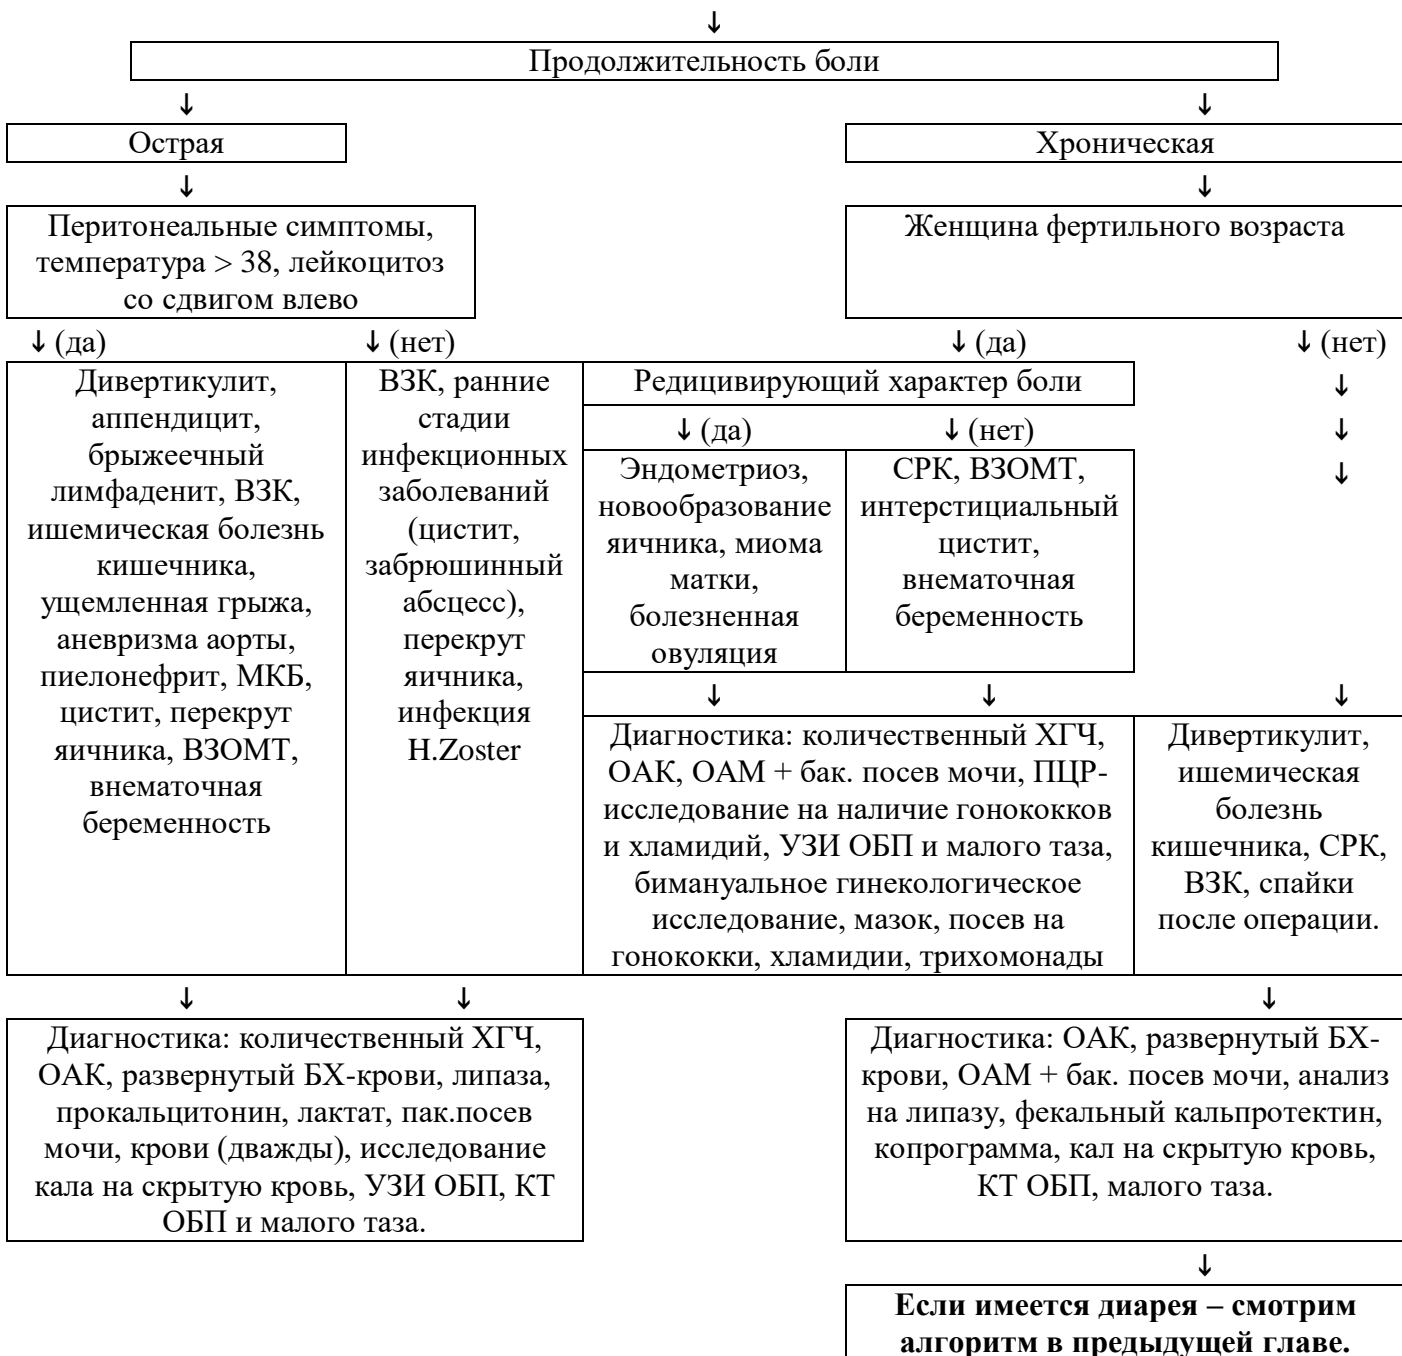 ↓
Продолжительность боли
↓ ↓
Острая
Хроническая
↓ ↓
Перитонеальные симптомы,
температура > 38, лейкоцитоз
со сдвигом влево
Женщина фертильного возраста
↓ (да) ↓ (нет) ↓ (да) ↓ (нет)
Дивертикулит,
аппендицит,
брыжеечный
лимфаденит, ВЗК,
ишемическая болезнь
кишечника,
ущемленная грыжа,
аневризма аорты,
пиелонефрит, МКБ,
цистит, перекрут
яичника, ВЗОМТ,
внематочная
беременность
ВЗК, ранние
стадии
инфекционных
заболеваний
(цистит,
забрюшинный
абсцесс),
перекрут
яичника,
инфекция
H.Zoster
Редицивирующий характер боли
↓ (да) ↓ (нет)
Эндометриоз,
новообразование
яичника, миома
матки,
болезненная
овуляция
СРК, ВЗОМТ,
интерстициальный
цистит,
внематочная
беременность
↓
↓
↓
↓ ↓ ↓
Диагностика: количественный ХГЧ,
ОАК, ОАМ + бак. посев мочи, ПЦР-
исследование на наличие гонококков
и хламидий, УЗИ ОБП и малого таза,
бимануальное гинекологическое
исследование, мазок, посев на
гонококки, хламидии, трихомонады
Дивертикулит,
ишемическая
болезнь
кишечника, СРК,
ВЗК, спайки
после операции.
↓ ↓ ↓
Диагностика: количественный ХГЧ,
ОАК, развернутый БХ-крови, липаза,
прокальцитонин, лактат, пак.посев
мочи, крови (дважды), исследование
кала на скрытую кровь, УЗИ ОБП, КТ
ОБП и малого таза.
Диагностика: ОАК, развернутый БХ-
крови, ОАМ + бак. посев мочи, анализ
на липазу, фекальный кальпротектин,
копрограмма, кал на скрытую кровь,
КТ ОБП, малого таза.
↓
Если имеется диарея – смотрим
алгоритм в предыдущей главе.